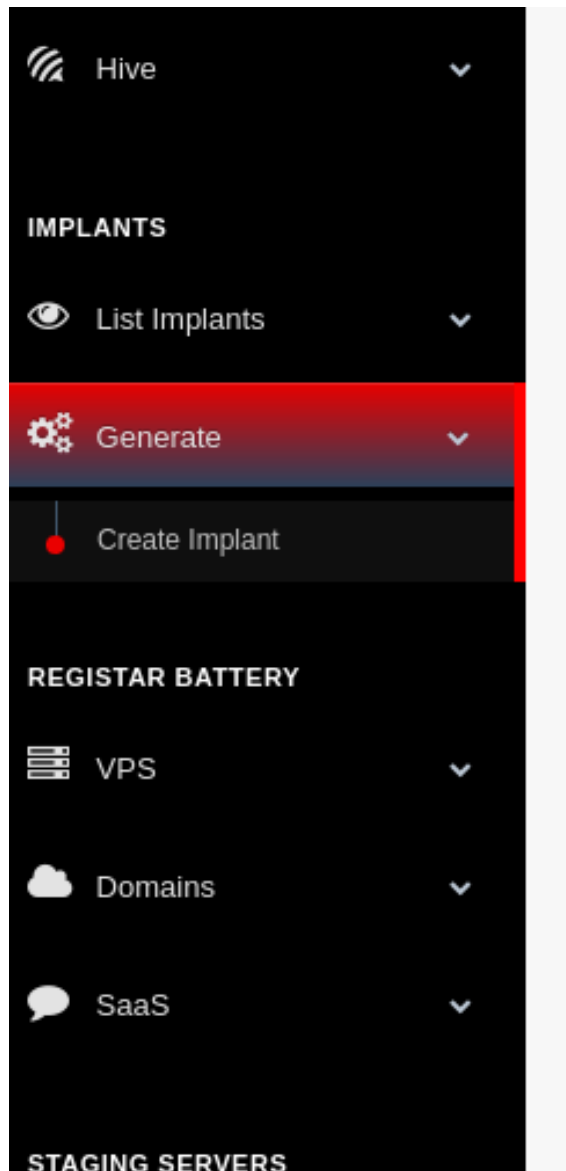 Hive
IMPLANTS
List Implants
Generate
Create Implant
REGISTAR BATTERY
VPS
Domains
SaaS
STAGING SERVERS